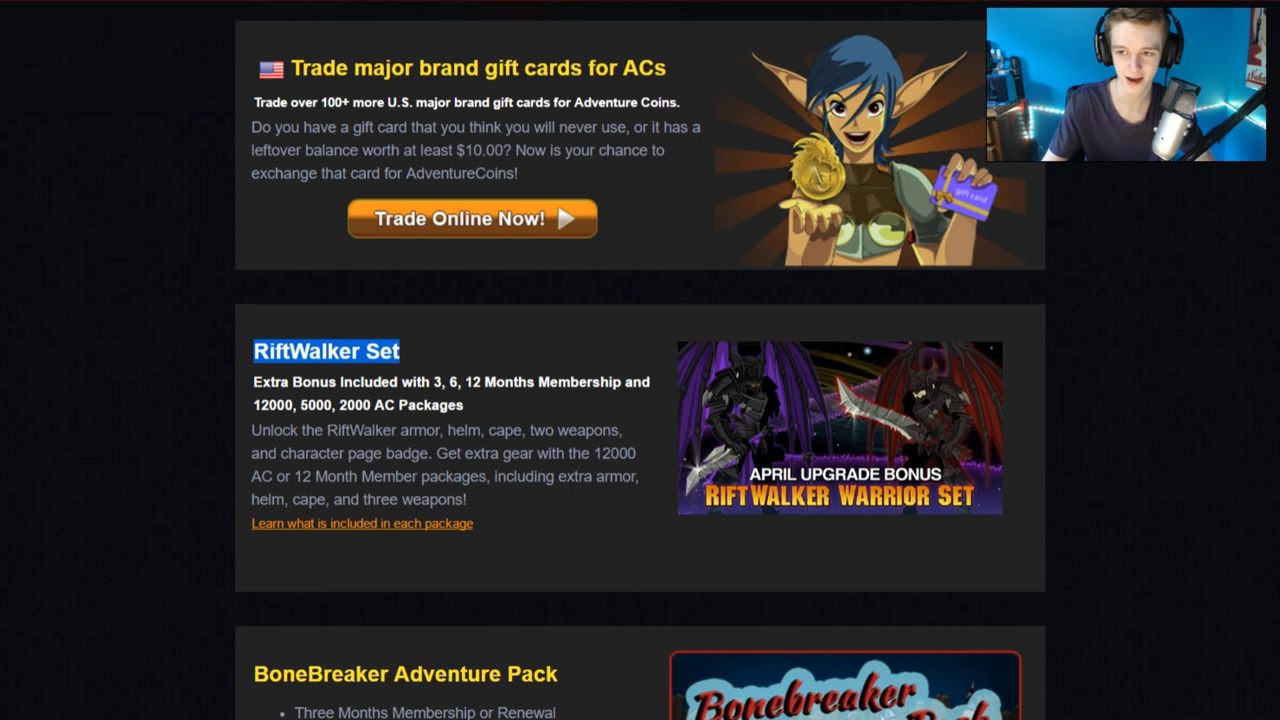 Trade major brand gift cards for ACs
Trade over 100+ more U.S. major brand gift cards for Adventure Coins.
Do you have a gift card that you think you will never use, or it has a
leftover balance worth at least $10.00? Now is your chance to
exchange that card for AdventureCoins!
Trade Online Now!
gift card
RiftWalker Set
Extra Bonus Included with 3, 6, 12 Months Membership and
12000, 5000, 2000 AC Packages
Unlock the RiftWalker armor, helm, cape, two weapons,
and character page badge. Get extra gear with the 12000
AC or 12 Month Member packages, including extra armor,
helm, cape, and three weapons!
Learn what is included in each package
APRIL UPGRADE BONUS
RIFTWALKER WARRIOR SET
BoneBreaker Adventure Pack
Three Months Membership or Renewal
Bonebreaker